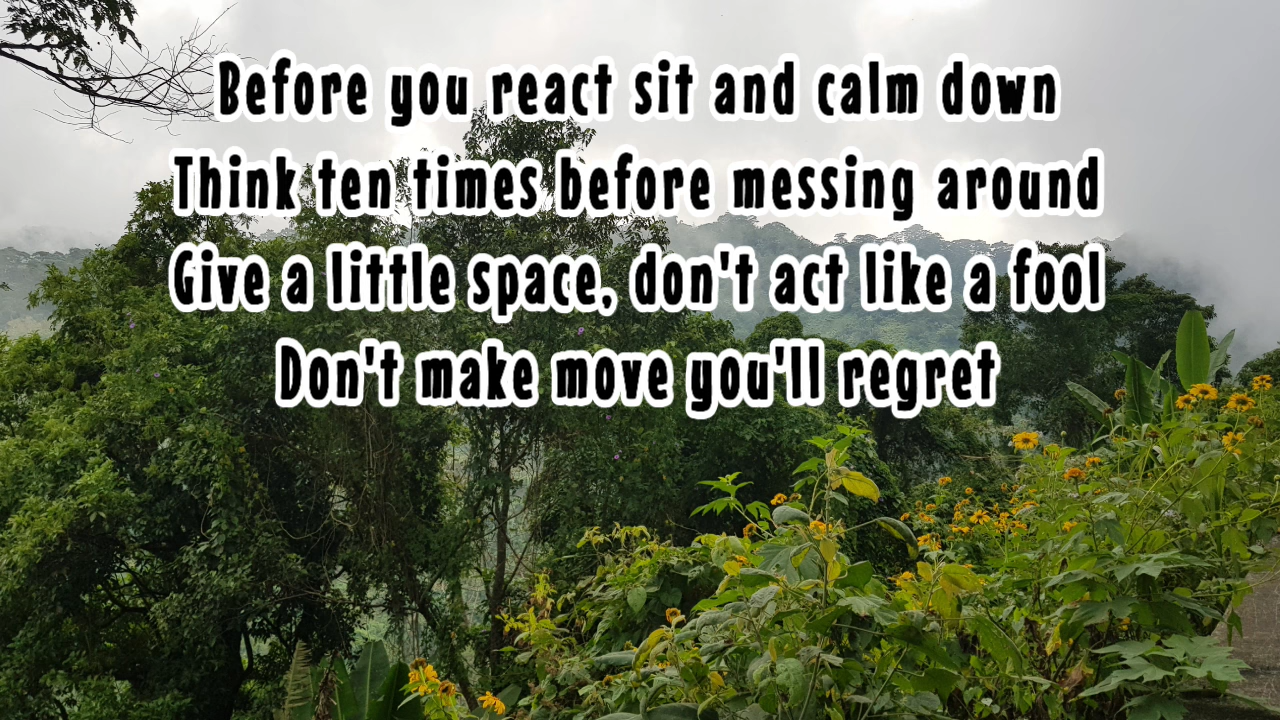 Before you react sit and calm down
Think ten times before messing around
Give a little space, don't act like a fool
Don't make move you'll regret